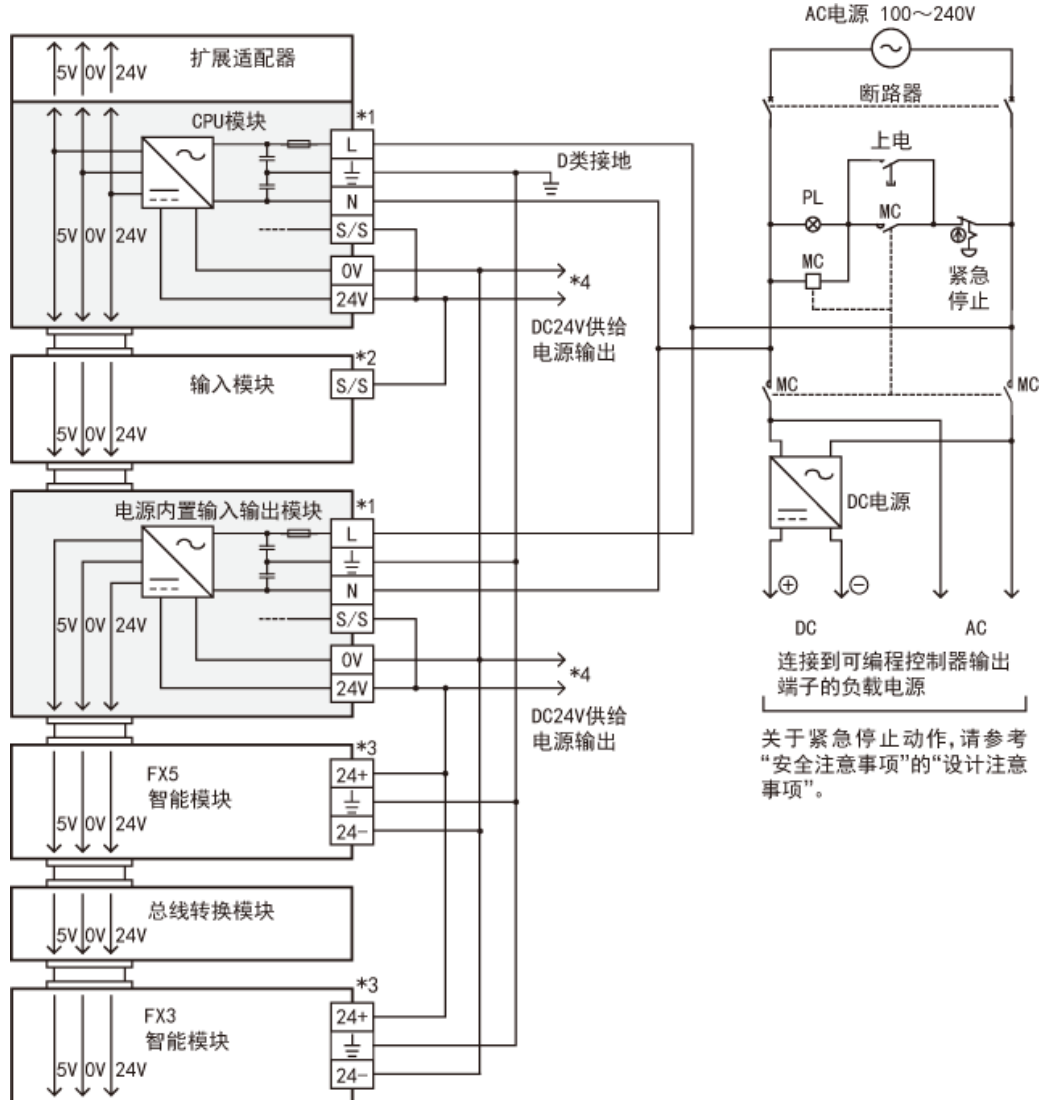 AC电源 100～240V
断路器
上电
PL
MC
MC
紧急
停止
MC
MC
DC电源
⊕
⊖
DC
AC
连接到可编程控制器输出
端子的负载电源
关于紧急停止动作,请参考
“安全注意事项”的“设计注意
事项”。
扩展适配器
5V 0V 24V
CPU模块
*1
L
N
S/S
0V
24V
5V 0V 24V
D类接地
*4
DC24V供给
电源输出
输入模块
*2
S/S
5V 0V 24V
电源内置输入输出模块
*1
L
N
S/S
0V
24V
5V 0V 24V
*4
DC24V供给
电源输出
FX5
智能模块
*3
24+
24−
5V 0V 24V
总线转换模块
5V 0V 24V
FX3
智能模块
*3
24+
24−
5V 0V 24V